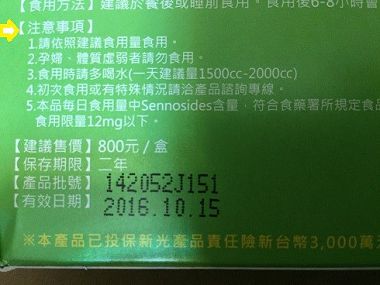 【食用方法】建議於餐後或睡前食用。食用後6-8小時會
【注意事項】
1.請依照建議食用量食用。
2.孕婦、體質虛弱者請勿食用。
3.食用時請多喝水(一天建議量1500cc-2000cc)
4.初次食用或有特殊情況請洽產品諮詢專線。
5.本品每日食用量中Sennosides含量，符合食藥署所規定食品
食用限量12mg以下。
【建議售價】800元/盒
【保存期限】二年
【產品批號】142052J151
【有效日期】2016.10.15
※本產品已投保新光產品責任險新台幣3,000萬